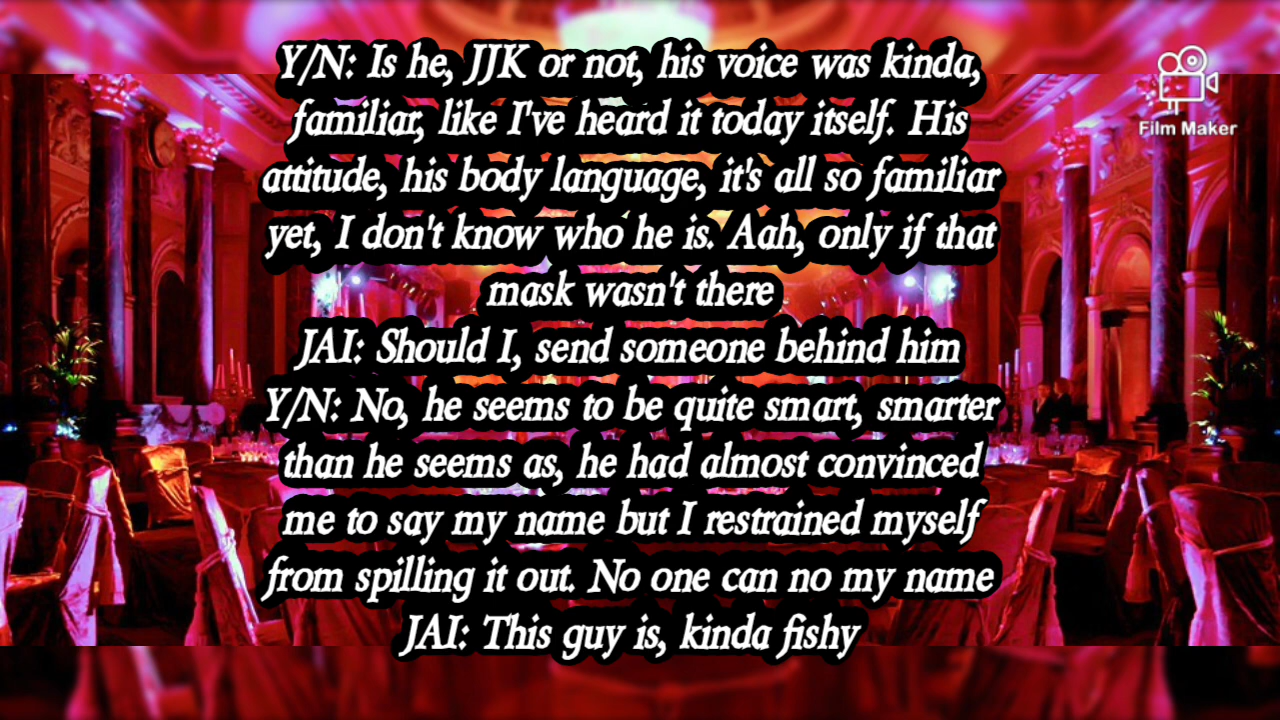 Y/N: Is he, JJK or not, his voice was kinda,
familiar, like I've heard it today itself. His
attitude, his body language, it's all so familiar
yet, I don't know who he is. Aah, only if that
mask wasn't there
JAI: Should I, send someone behind him
Y/N: No, he seems to be quite smart, smarter
than he seems as, he had almost convinced
me to say my name but I restrained myself
from spilling it out. No one can no my name
JAI: This guy is, kinda fishy
Film Maker